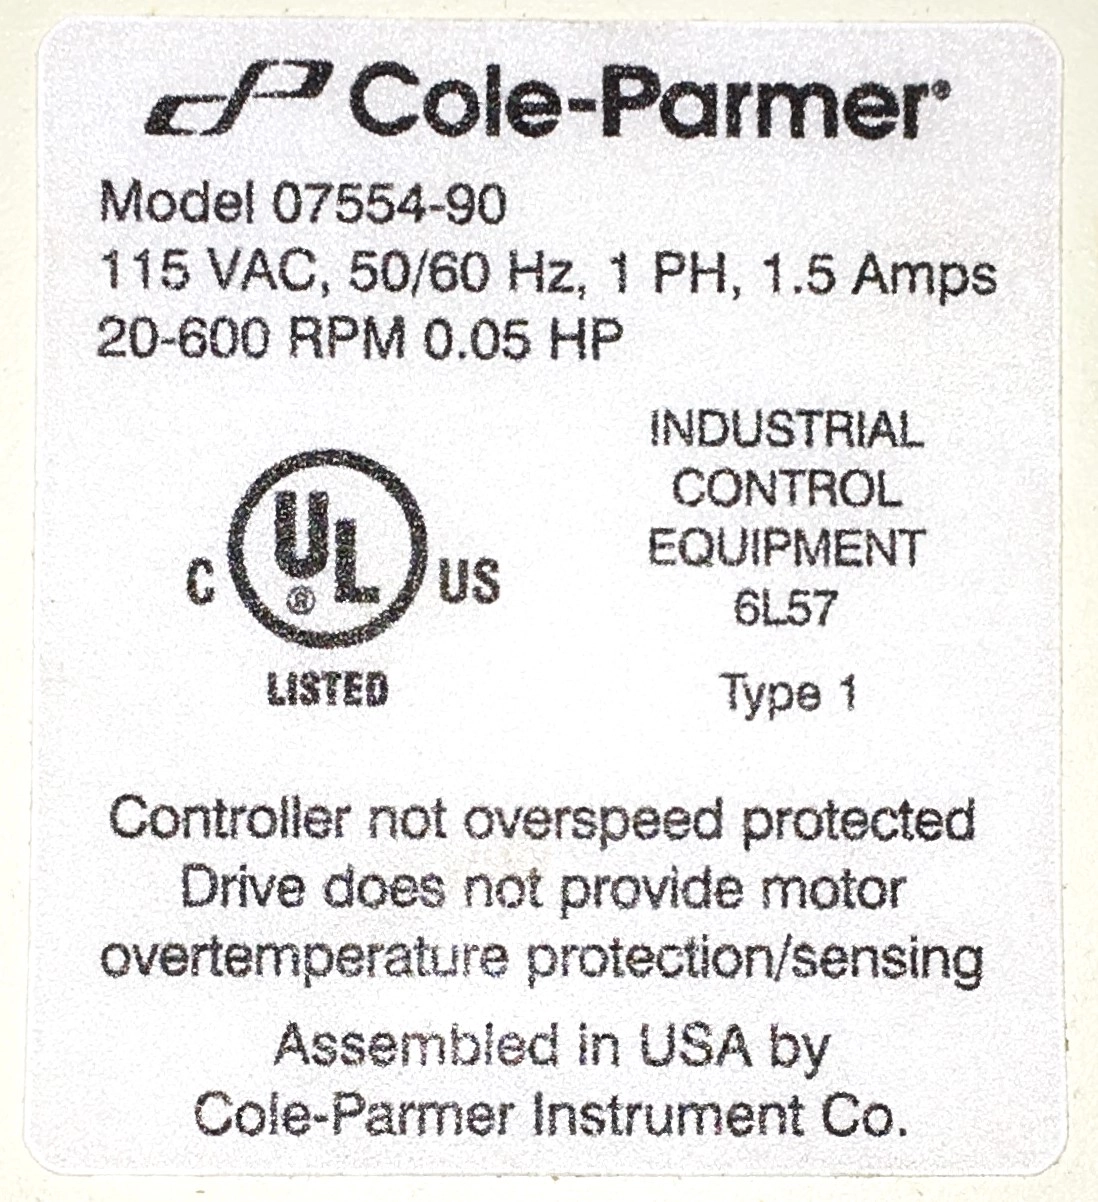 Cole-Parmer®
Model 07554-90
115 VAC, 50/60 Hz, 1 PH, 1.5 Amps
20-600 RPM 0.05 HP
INDUSTRIAL
CONTROL
EQUIPMENT
6L57
Type 1
C UL® US
LISTED
Controller not overspeed protected
Drive does not provide motor
overtemperature protection/sensing
Assembled in USA by
Cole-Parmer Instrument Co.